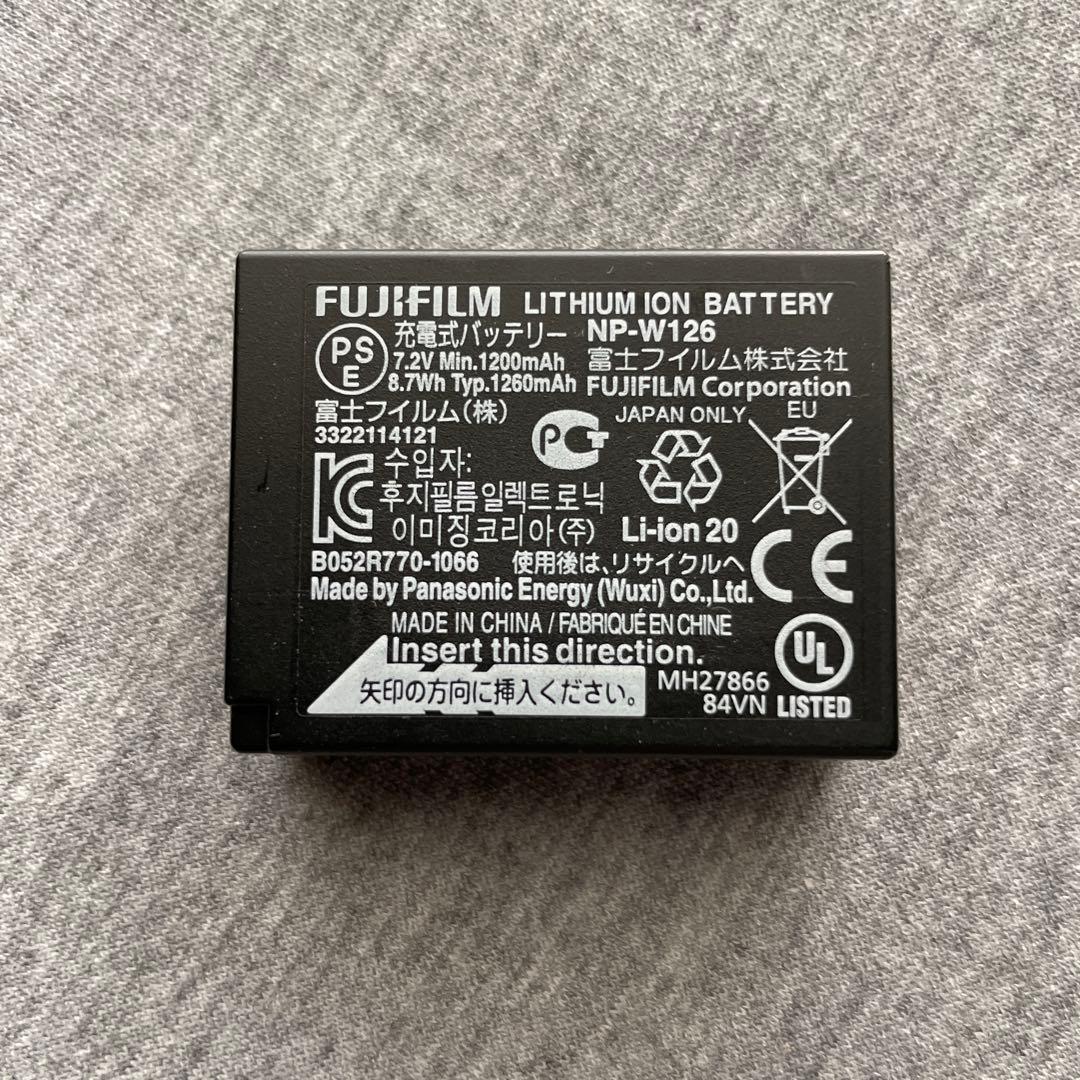 FUJIFILM LITHIUM ION BATTERY
充電式バッテリー NP-W126
PSE
7.2V Min.1200mAh 富士フイルム株式会社
8.7Wh Typ.1260mAh FUJIFILM Corporation
富士フイルム(株) JAPAN ONLY EU
3322114121
PCT
수입자:
후지필름일렉트로닉
이미징코리아(주) Li-ion 20
B052R770-1066 使用後は、リサイクルへ CE
Made by Panasonic Energy (Wuxi) Co.,Ltd.
MADE IN CHINA / FABRIQUÉ EN CHINE
Insert this direction. UL
矢印の方向に挿入ください。 MH27866
84VN LISTED